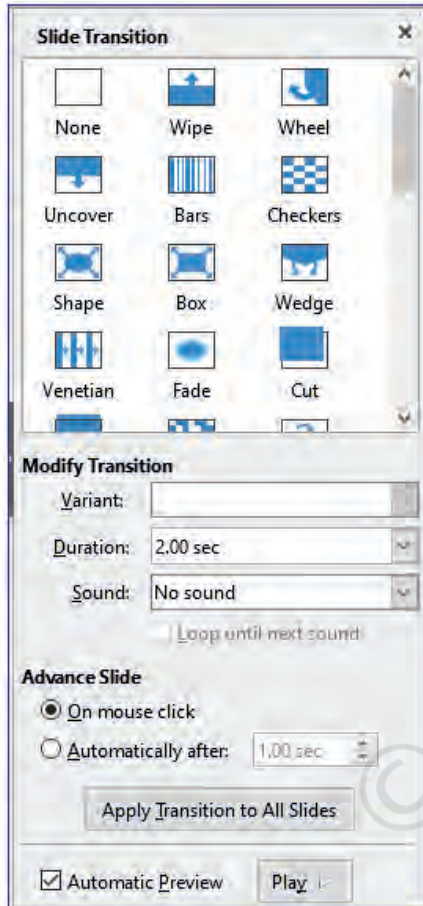 Slide Transition
None Wipe Wheel
Uncover Bars Checkers
Shape Box Wedge
Venetian Fade Cut
Modify Transition
Variant:
Duration: 2.00 sec
Sound: No sound
Loop until next sound
Advance Slide
On mouse click
Automatically after: 1.00 sec
Apply Transition to All Slides
Automatic Preview Play